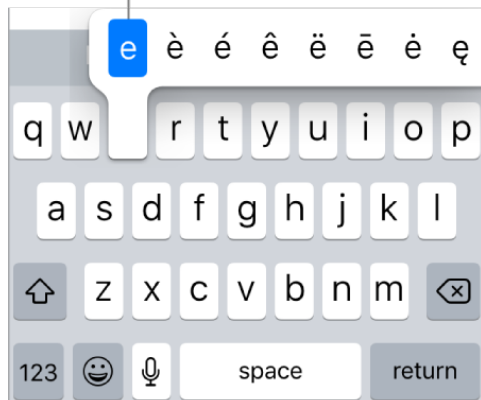 e è é ê ë ē ė ę
q w r t y u i o p
a s d f g h j k l
z x c v b n m
123 space return